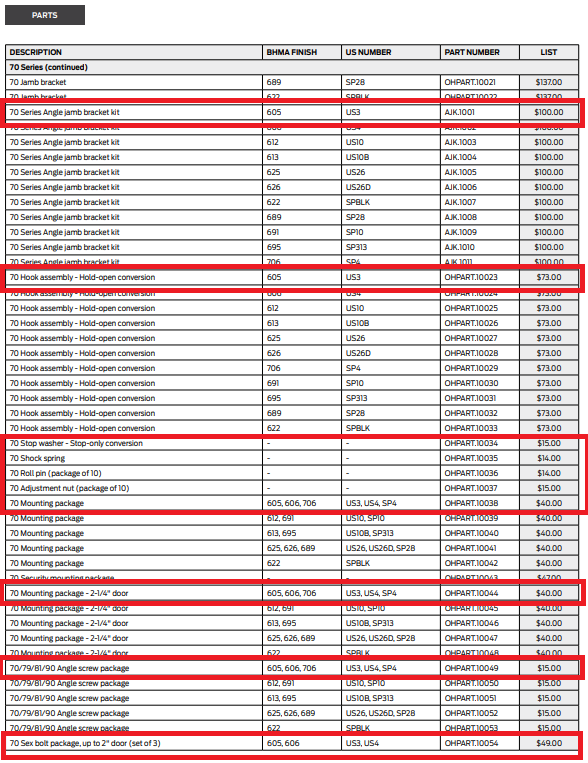 PARTS
DESCRIPTION BHMA FINISH US NUMBER PART NUMBER LIST
70 Series (continued)
70 Jamb bracket 689 SP28 OHPART.10021 $137.00
70 Jamb bracket 622 SPBLK OHPART.10022 $137.00
70 Series Angle jamb bracket kit 605 US3 AJK.1001 $100.00
70 Series Angle jamb bracket kit 606 US4 AJK.1002 $100.00
70 Series Angle jamb bracket kit 612 US10 AJK.1003 $100.00
70 Series Angle jamb bracket kit 613 US10B AJK.1004 $100.00
70 Series Angle jamb bracket kit 625 US26 AJK.1005 $100.00
70 Series Angle jamb bracket kit 626 US26D AJK.1006 $100.00
70 Series Angle jamb bracket kit 622 SPBLK AJK.1007 $100.00
70 Series Angle jamb bracket kit 689 SP28 AJK.1008 $100.00
70 Series Angle jamb bracket kit 691 SP10 AJK.1009 $100.00
70 Series Angle jamb bracket kit 695 SP313 AJK.1010 $100.00
70 Series Angle jamb bracket kit 706 SP4 AJK.1011 $100.00
70 Hook assembly - Hold-open conversion 605 US3 OHPART.10023 $73.00
70 Hook assembly - Hold-open conversion 606 US4 OHPART.10024 $73.00
70 Hook assembly - Hold-open conversion 612 US10 OHPART.10025 $73.00
70 Hook assembly - Hold-open conversion 613 US10B OHPART.10026 $73.00
70 Hook assembly - Hold-open conversion 625 US26 OHPART.10027 $73.00
70 Hook assembly - Hold-open conversion 626 US26D OHPART.10028 $73.00
70 Hook assembly - Hold-open conversion 706 SP4 OHPART.10029 $73.00
70 Hook assembly - Hold-open conversion 691 SP10 OHPART.10030 $73.00
70 Hook assembly - Hold-open conversion 695 SP313 OHPART.10031 $73.00
70 Hook assembly - Hold-open conversion 689 SP28 OHPART.10032 $73.00
70 Hook assembly - Hold-open conversion 622 SPBLK OHPART.10033 $73.00
70 Stop washer - Stop-only conversion - - OHPART.10034 $15.00
70 Shock spring - - OHPART.10035 $14.00
70 Roll pin (package of 10) - - OHPART.10036 $14.00
70 Adjustment nut (package of 10) - - OHPART.10037 $15.00
70 Mounting package 605, 606, 706 US3, US4, SP4 OHPART.10038 $40.00
70 Mounting package 612, 691 US10, SP10 OHPART.10039 $40.00
70 Mounting package 613, 695 US10B, SP313 OHPART.10040 $40.00
70 Mounting package 625, 626, 689 US26, US26D, SP28 OHPART.10041 $40.00
70 Mounting package 622 SPBLK OHPART.10042 $40.00
70 Security mounting package - - OHPART.10043 $47.00
70 Mounting package - 2-1/4" door 605, 606, 706 US3, US4, SP4 OHPART.10044 $40.00
70 Mounting package - 2-1/4" door 612, 691 US10, SP10 OHPART.10045 $40.00
70 Mounting package - 2-1/4" door 613, 695 US10B, SP313 OHPART.10046 $40.00
70 Mounting package - 2-1/4" door 625, 626, 689 US26, US26D, SP28 OHPART.10047 $40.00
70 Mounting package - 2-1/4" door 622 SPBLK OHPART.10048 $40.00
70/79/81/90 Angle screw package 605, 606, 706 US3, US4, SP4 OHPART.10049 $15.00
70/79/81/90 Angle screw package 612, 691 US10, SP10 OHPART.10050 $15.00
70/79/81/90 Angle screw package 613, 695 US10B, SP313 OHPART.10051 $15.00
70/79/81/90 Angle screw package 625, 626, 689 US26, US26D, SP28 OHPART.10052 $15.00
70/79/81/90 Angle screw package 622 SPBLK OHPART.10053 $15.00
70 Sex bolt package, up to 2" door (set of 3) 605, 606 US3, US4 OHPART.10054 $49.00